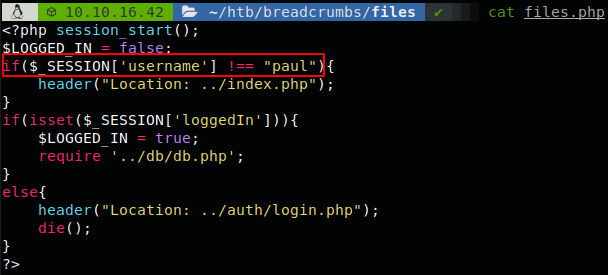 10.10.16.42 ~/htb/breadcrumbs/files ✔ cat files.php
<?php session_start();
$LOGGED_IN = false;
if($_SESSION['username'] !== "paul"){
    header("Location: ../index.php");
}
if(isset($_SESSION['loggedIn'])){
    $LOGGED_IN = true;
    require '../db/db.php';
}
else{
    header("Location: ../auth/login.php");
    die();
}
?>